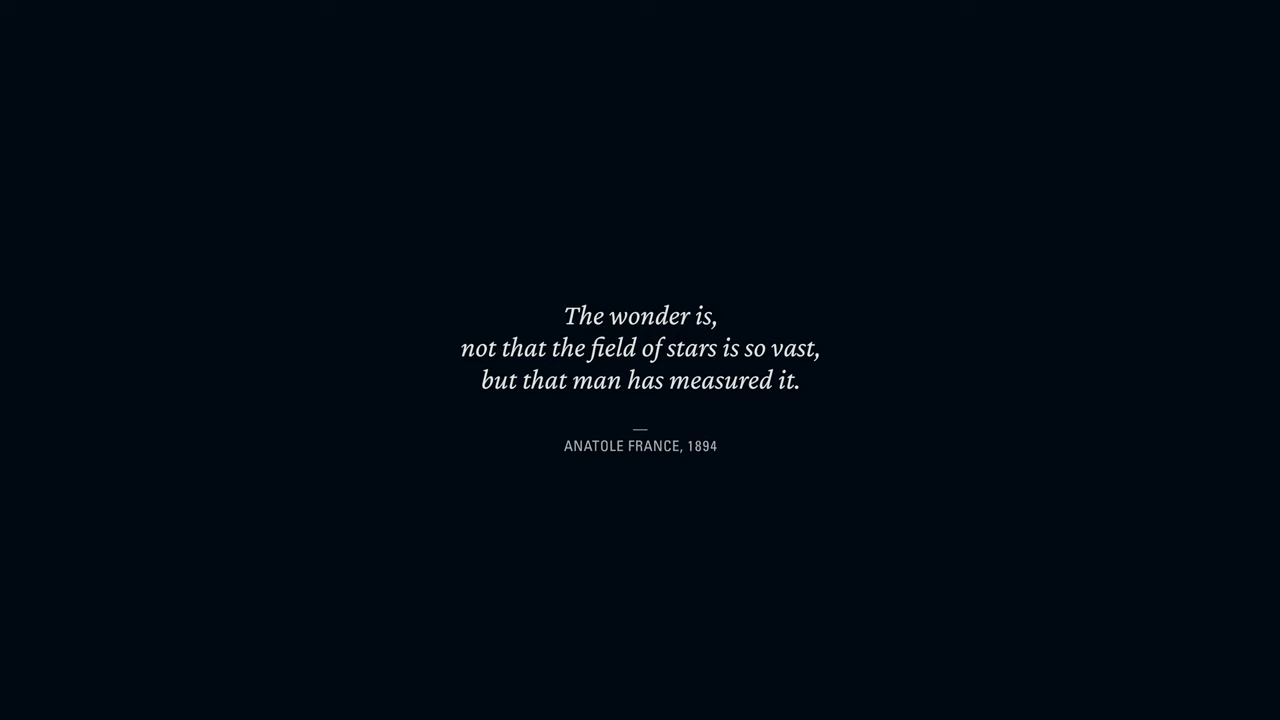 The wonder is,
not that the field of stars is so vast,
but that man has measured it.
—
ANATOLE FRANCE, 1894